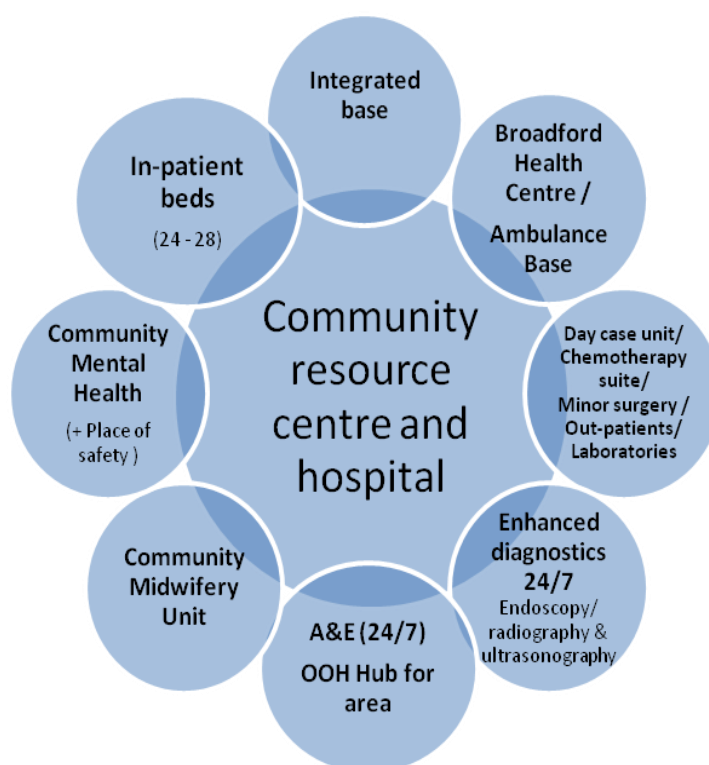 Integrated
base
Broadford
Health
Centre /
Ambulance
Base
Day case unit/
Chemotherapy
suite/
Minor surgery /
Out-patients/
Laboratories
Enhanced
diagnostics
24/7
Endoscopy/
radiography &
ultrasonography
A&E (24/7)
OOH Hub for
area
Community
Midwifery
Unit
Community
Mental
Health
(+ Place of
safety )
In-patient
beds
(24 - 28)
Community
resource
centre and
hospital